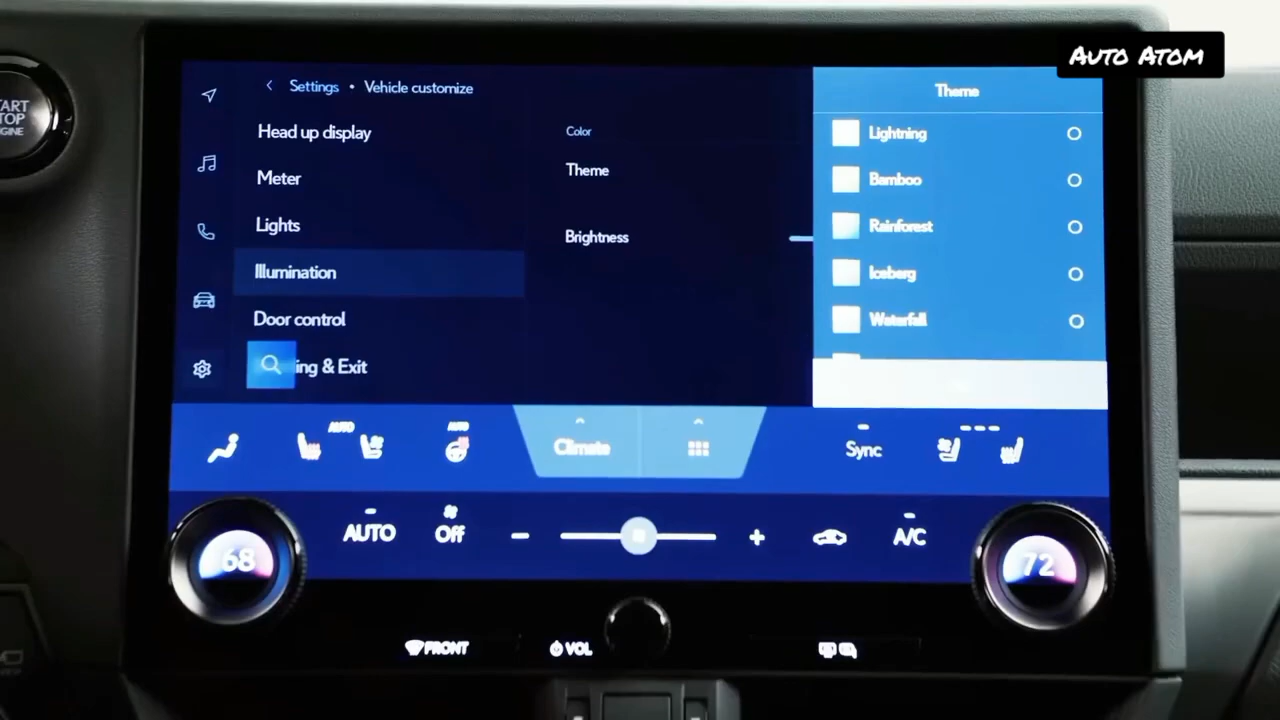 AUTO ATOM
START
STOP
ENGINE
Settings • Vehicle customize
Head up display
Meter
Lights
Illumination
Door control
ing & Exit
Color
Theme
Brightness
Theme
Lightning
Bamboo
Rainforest
Iceberg
Waterfall
AUTO
AUTO
Climate
Sync
68
AUTO
Off
A/C
72
FRONT
VOL